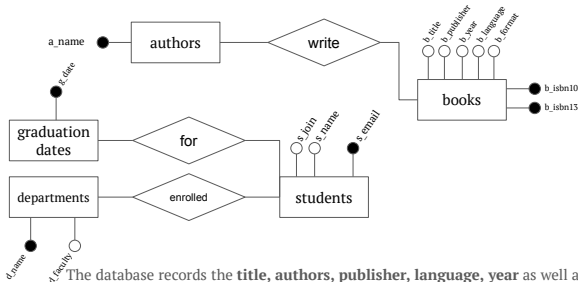 b_title
b_publisher
b_year
b_language
b_format
a_name
authors
write
books
b_isbn10
b_isbn13
g_date
graduation
dates
for
s_join
s_name
s_email
departments
enrolled
students
d_name
d_faculty
The database records the title, authors, publisher, language, year as well a